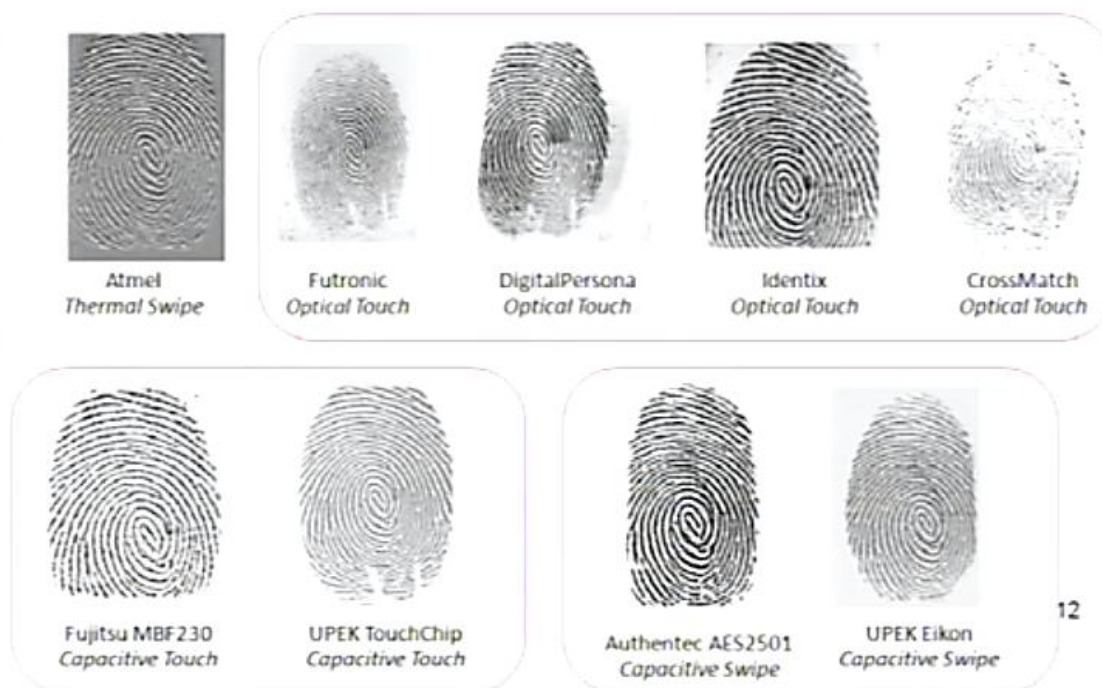 Atmel
Thermal Swipe
Futronic
Optical Touch
DigitalPersona
Optical Touch
Identix
Optical Touch
CrossMatch
Optical Touch
Fujitsu MBF230
Capacitive Touch
UPEK TouchChip
Capacitive Touch
Authentec AES2501
Capacitive Swipe
UPEK Eikon
Capacitive Swipe
12